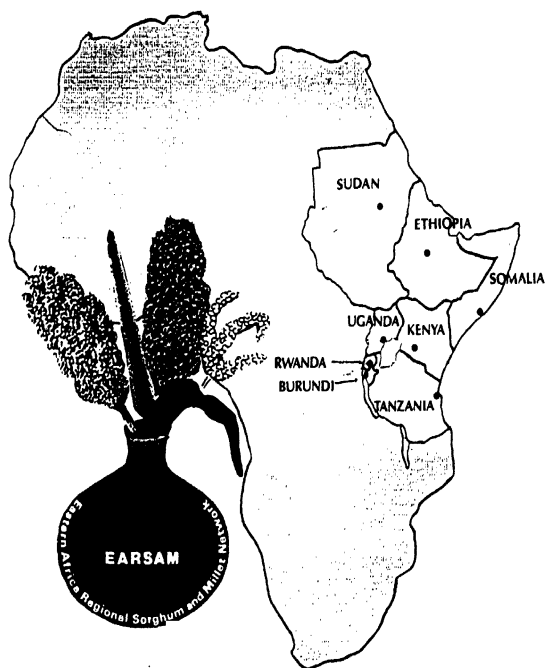 SUDAN
ETHIOPIA
SOMALIA
UGANDA
KENYA
RWANDA
BURUNDI
TANZANIA
EARSAM
Eastern Africa Regional Sorghum and Millet Network